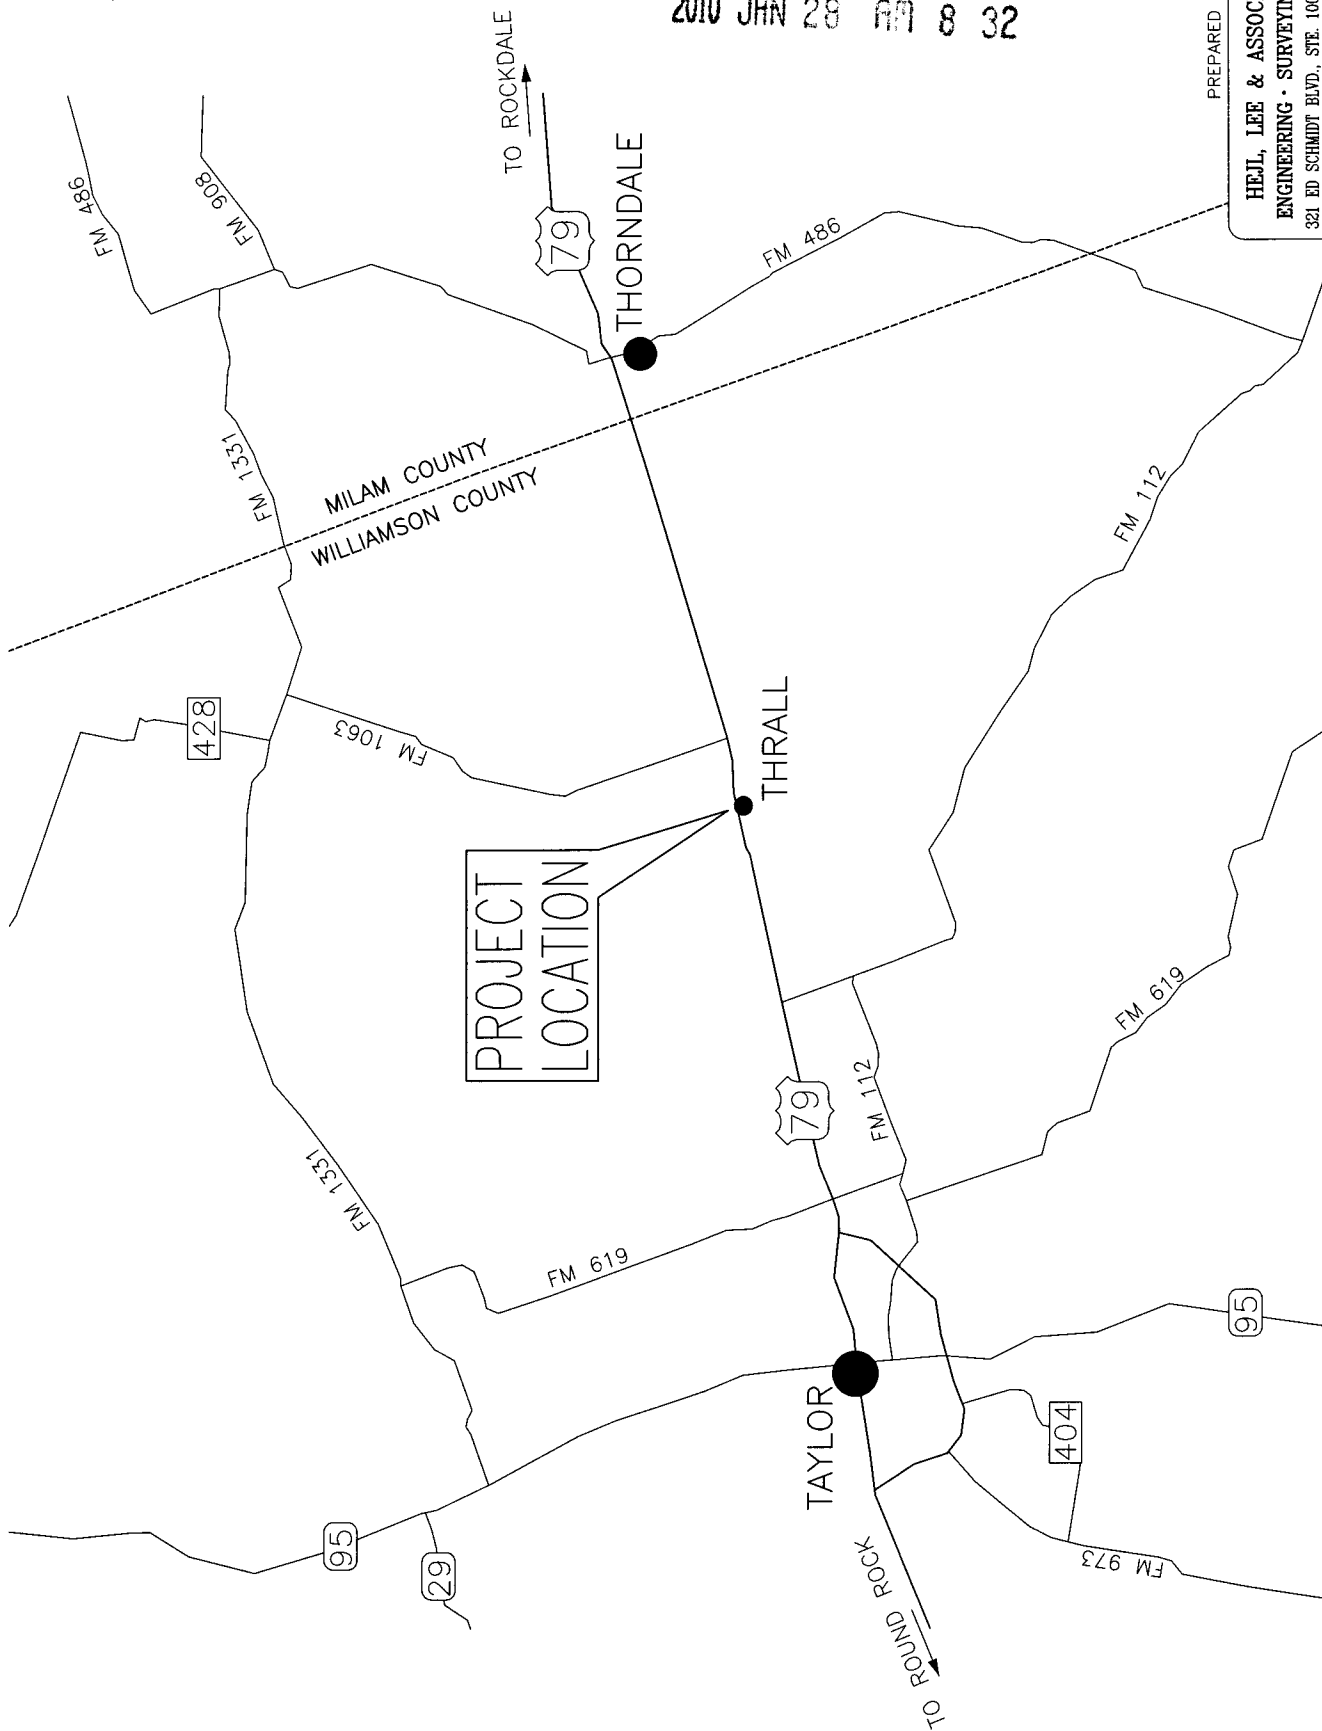 2010 JAN 28 AM 8 32
FM 486
FM 908
TO ROCKDALE
79
THORNDALE
FM 486
FM 1331
MILAM COUNTY
WILLIAMSON COUNTY
FM 112
428
FM 1063
THRALL
PROJECT
LOCATION
FM 1331
FM 619
79
FM 112
FM 619
95
TAYLOR
404
95
29
FM 973
TO ROUND ROCK
PREPARED
HEJL, LEE & ASSOC
ENGINEERING · SURVEYIN
321 ED SCHMIDT BLVD., STE. 100